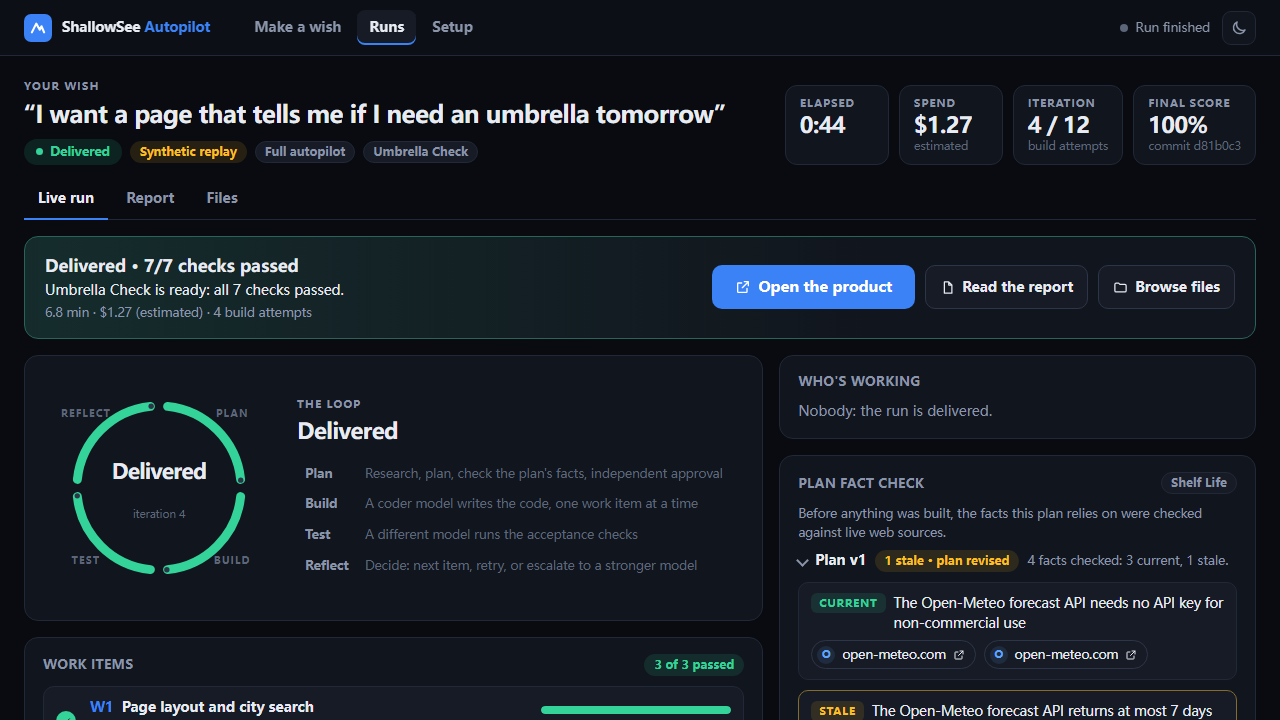 ShallowSee Autopilot
Make a wish
Runs
Setup
Run finished
YOUR WISH
“I want a page that tells me if I need an umbrella tomorrow”
Delivered
Synthetic replay
Full autopilot
Umbrella Check
ELAPSED
0:44
SPEND
$1.27
estimated
ITERATION
4 / 12
build attempts
FINAL SCORE
100%
commit d81b0c3
Live run
Report
Files
Delivered • 7/7 checks passed
Umbrella Check is ready: all 7 checks passed.
6.8 min · $1.27 (estimated) · 4 build attempts
Open the product
Read the report
Browse files
REFLECT
PLAN
Delivered
iteration 4
TEST
BUILD
THE LOOP
Delivered
Plan Research, plan, check the plan's facts, independent approval
Build A coder model writes the code, one work item at a time
Test A different model runs the acceptance checks
Reflect Decide: next item, retry, or escalate to a stronger model
WORK ITEMS
3 of 3 passed
W1 Page layout and city search
WHO'S WORKING
Nobody: the run is delivered.
PLAN FACT CHECK
Shelf Life
Before anything was built, the facts this plan relies on were checked
against live web sources.
Plan v1
1 stale • plan revised
4 facts checked: 3 current, 1 stale.
CURRENT
The Open-Meteo forecast API needs no API key for
non-commercial use
open-meteo.com
open-meteo.com
STALE
The Open-Meteo forecast API returns at most 7 days